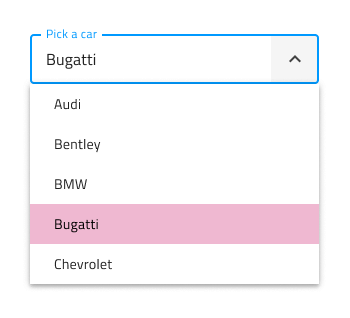 Pick a car
Bugatti
Audi
Bentley
BMW
Bugatti
Chevrolet